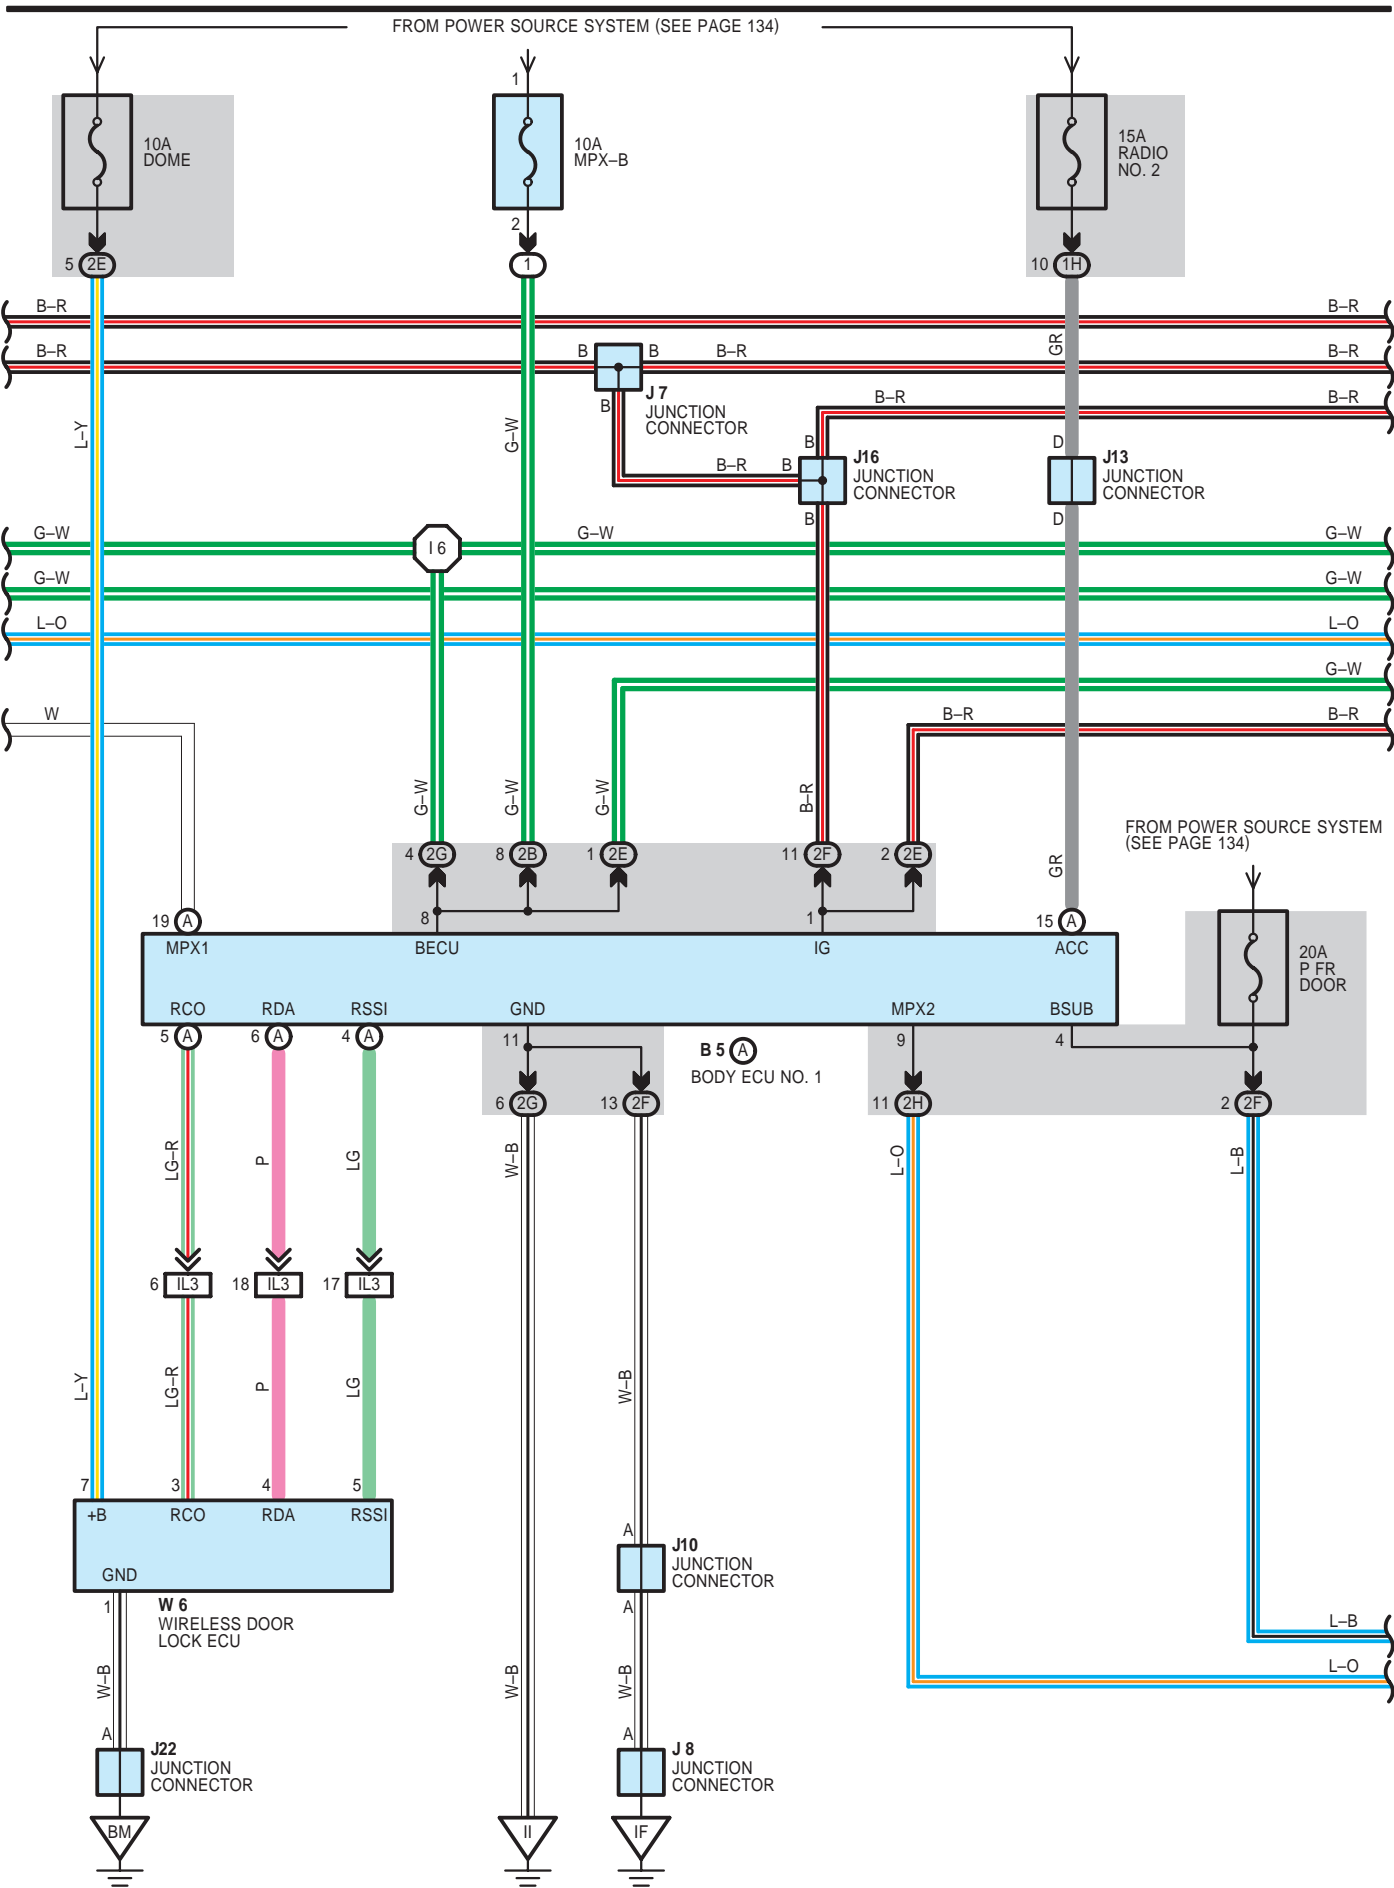 FROM POWER SOURCE SYSTEM (SEE PAGE 134)
1
10A
DOME
10A
MPX–B
15A
RADIO
NO. 2
2
5 2E
1
10 1H
B–R
B–R
B–R
B B
B–R
B–R
GR
J 7
JUNCTION
CONNECTOR
B
B–R
B–R
L–Y
G–W
B
D
B–R B
J16
JUNCTION
CONNECTOR
J13
JUNCTION
CONNECTOR
B
D
G–W
I 6
G–W
G–W
G–W
G–W
L–O
L–O
G–W
W
B–R
B–R
G–W
G–W
G–W
B–R
FROM POWER SOURCE SYSTEM
(SEE PAGE 134)
4 2G
8 2B
1 2E
11 2F
2 2E
GR
19 A
8
1
15 A
MPX1
BECU
IG
ACC
20A
P FR
DOOR
RCO
RDA
RSSI
GND
MPX2
BSUB
5 A
6 A
4 A
11
9
4
B 5 A
BODY ECU NO. 1
6 2G
13 2F
11 2H
2 2F
LG–R
P
LG
W–B
L–O
L–B
6 IL3
18 IL3
17 IL3
L–Y
LG–R
P
LG
W–B
7
3
4
5
+B
RCO
RDA
RSSI
A
J10
JUNCTION
CONNECTOR
GND
1
A
W 6
WIRELESS DOOR
LOCK ECU
L–B
L–O
W–B
W–B
W–B
A
A
J22
JUNCTION
CONNECTOR
J 8
JUNCTION
CONNECTOR
BM
II
IF